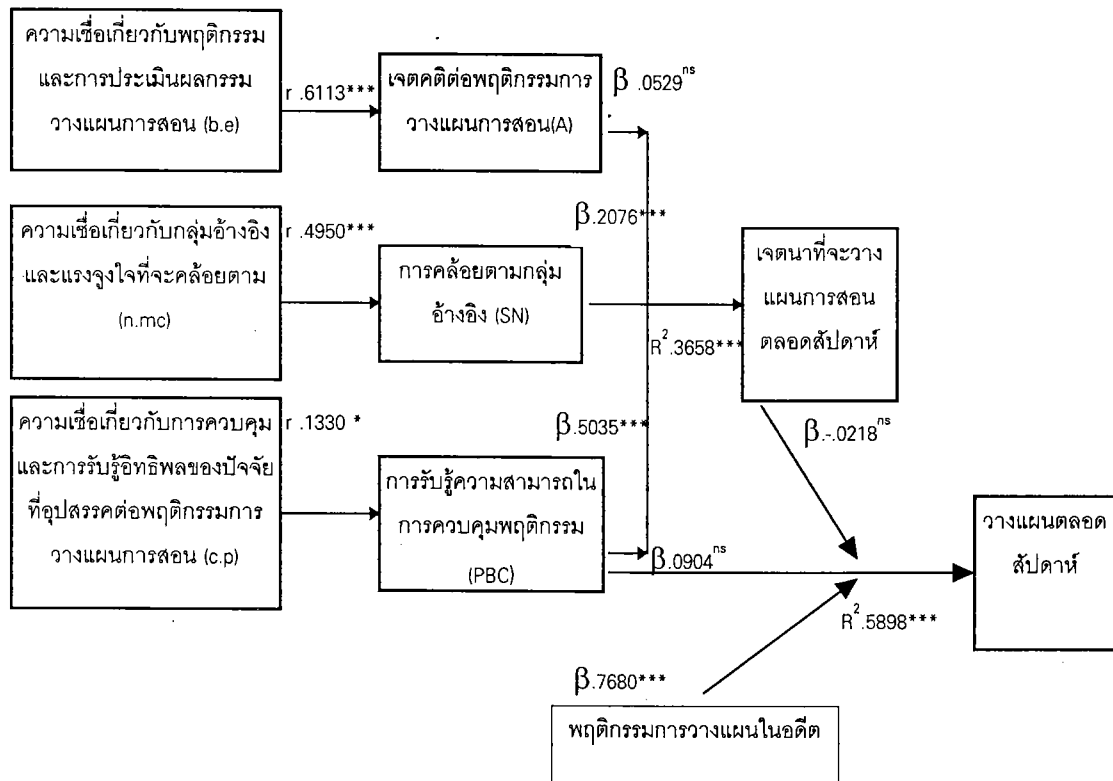 ความเชื่อเกี่ยวกับพฤติกรรม
และการประเมินผลกรรม
วางแผนการสอน (b.e)
r .6113***
เจตคติต่อพฤติกรรมการ
วางแผนการสอน(A)
β .0529ns
ความเชื่อเกี่ยวกับกลุ่มอ้างอิง
และแรงจูงใจที่จะคล้อยตาม
(n.mc)
r .4950***
การคล้อยตามกลุ่ม
อ้างอิง (SN)
β.2076***
R2.3658***
เจตนาที่จะวาง
แผนการสอน
ตลอดสัปดาห์
ความเชื่อเกี่ยวกับการควบคุม
และการรับรู้อิทธิพลของปัจจัย
ที่อุปสรรคต่อพฤติกรรมการ
วางแผนการสอน (c.p)
r .1330 *
การรับรู้ความสามารถใน
การควบคุมพฤติกรรม
(PBC)
β.5035***
β.-.0218ns
β.0904ns
วางแผนตลอด
สัปดาห์
R2.5898***
β.7680***
พฤติกรรมการวางแผนในอดีต